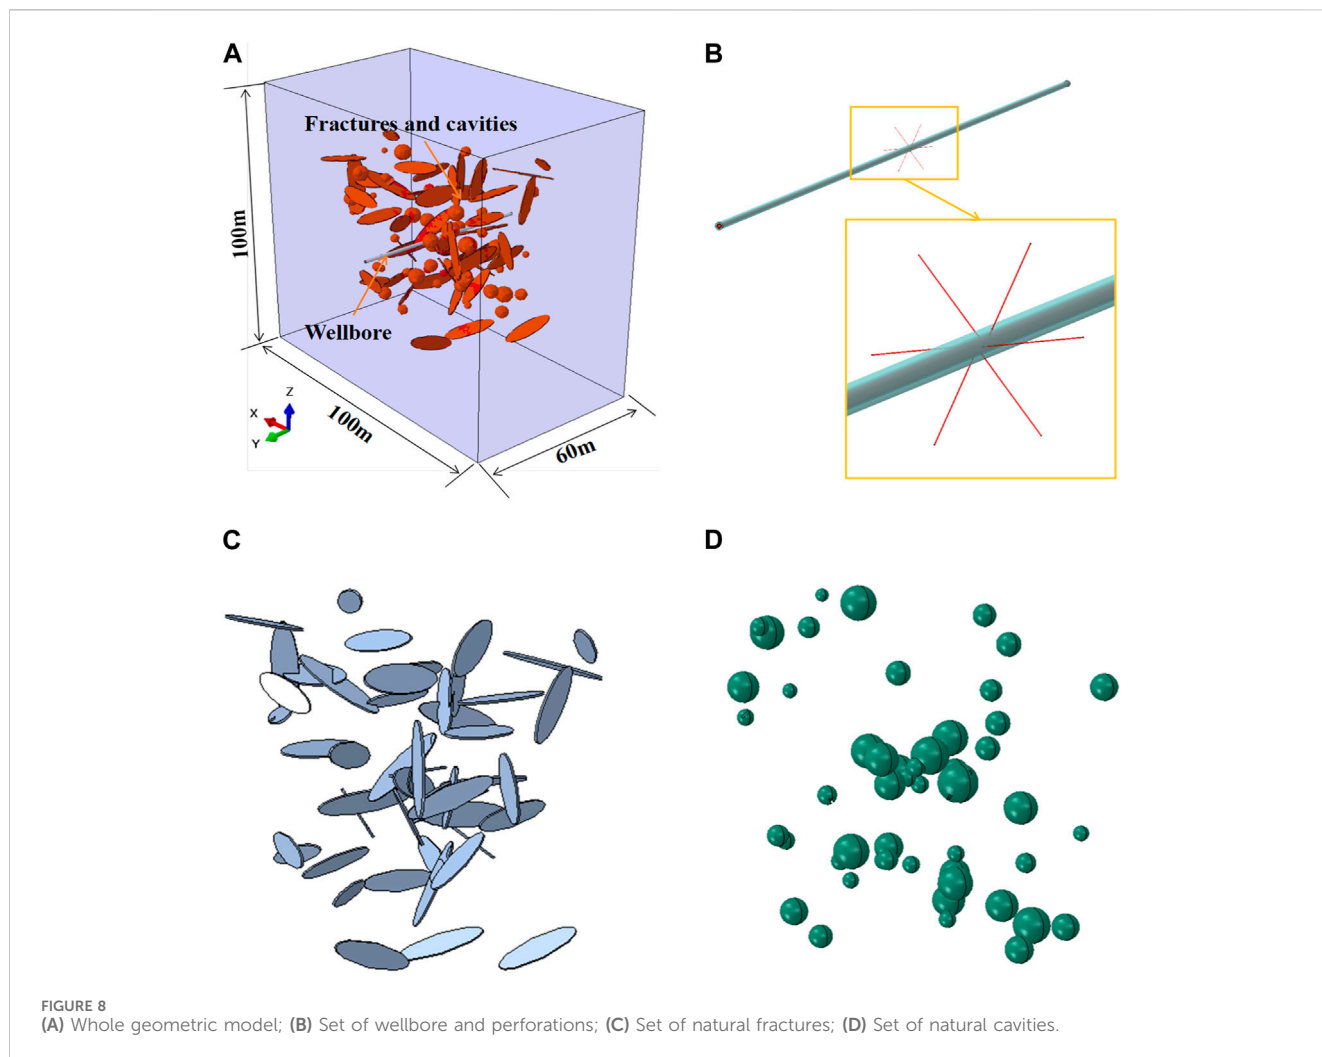 A
B
Fractures and cavities
100m
Wellbore
Z
X
Y
100m
60m
C
D
FIGURE 8
(A) Whole geometric model; (B) Set of wellbore and perforations; (C) Set of natural fractures; (D) Set of natural cavities.